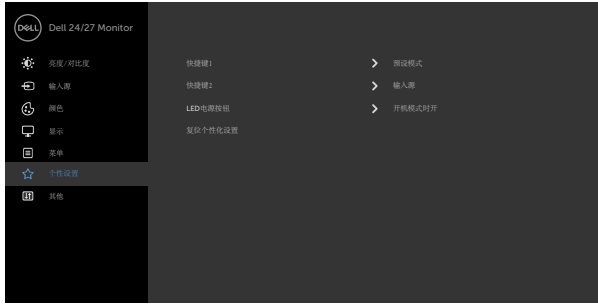 DELL Dell 24/27 Monitor
亮度/对比度
输入源
颜色
显示
菜单
个性设置
其他
快捷键1 预设模式
快捷键2 输入源
LED电源按钮 开机模式时开
复位个性化设置